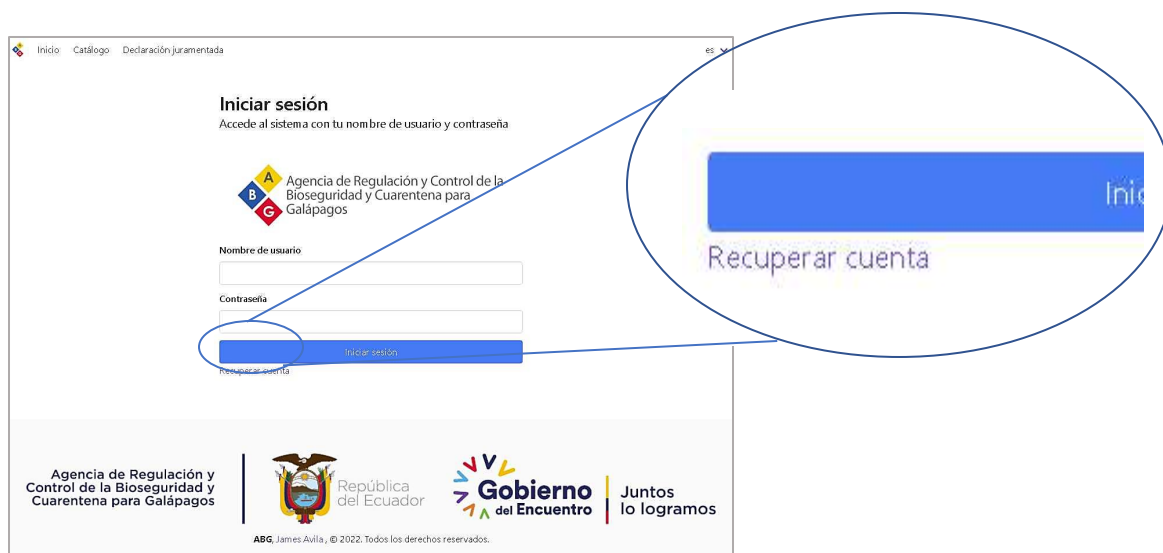 Inicio Catálogo Declaración juramentada es
Iniciar sesión
Accede al sistema con tu nombre de usuario y contraseña
A
B
G
Agencia de Regulación y Control de la
Bioseguridad y Cuarentena para
Galápagos
Nombre de usuario
Contraseña
Iniciar sesión
Recuperar cuenta
Inic
Recuperar cuenta
Agencia de Regulación y
Control de la Bioseguridad y
Cuarentena para Galápagos
República
del Ecuador
Gobierno
del Encuentro
Juntos
lo logramos
ABG, James Avila , © 2022. Todos los derechos reservados.